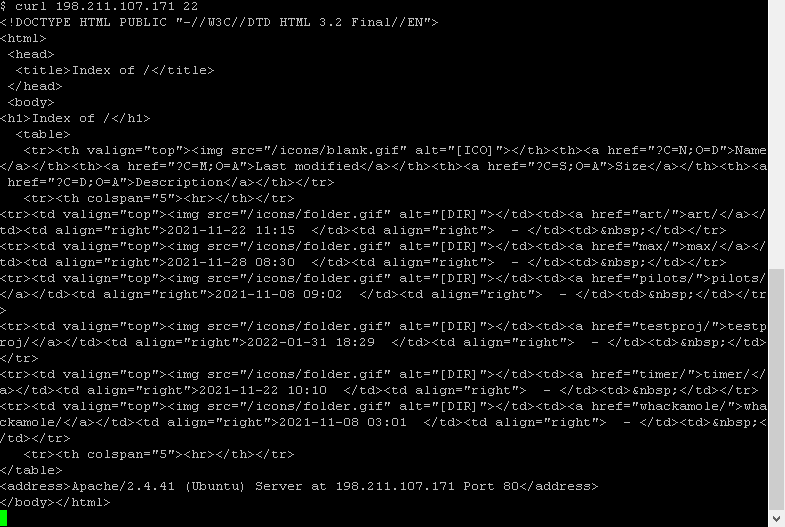 $ curl 198.211.107.171 22
<!DOCTYPE HTML PUBLIC "-//W3C//DTD HTML 3.2 Final//EN">
<html>
 <head>
  <title>Index of /</title>
 </head>
 <body>
<h1>Index of /</h1>
  <table>
   <tr><th valign="top"><img src="/icons/blank.gif" alt="[ICO]"></th><th><a href="?C=N;O=D">Name
</a></th><th><a href="?C=M;O=A">Last modified</a></th><th><a href="?C=S;O=A">Size</a></th><th><a
 href="?C=D;O=A">Description</a></th></tr>
   <tr><th colspan="5"><hr></th></tr>
<tr><td valign="top"><img src="/icons/folder.gif" alt="[DIR]"></td><td><a href="art/">art/</a></
td><td align="right">2021-11-22 11:15  </td><td align="right">  - </td><td>&nbsp;</td></tr>
<tr><td valign="top"><img src="/icons/folder.gif" alt="[DIR]"></td><td><a href="max/">max/</a></
td><td align="right">2021-11-28 08:30  </td><td align="right">  - </td><td>&nbsp;</td></tr>
<tr><td valign="top"><img src="/icons/folder.gif" alt="[DIR]"></td><td><a href="pilots/">pilots/
</a></td><td align="right">2021-11-08 09:02  </td><td align="right">  - </td><td>&nbsp;</td></tr
>
<tr><td valign="top"><img src="/icons/folder.gif" alt="[DIR]"></td><td><a href="testproj/">testp
roj/</a></td><td align="right">2022-01-31 18:29  </td><td align="right">  - </td><td>&nbsp;</td>
</tr>
<tr><td valign="top"><img src="/icons/folder.gif" alt="[DIR]"></td><td><a href="timer/">timer/</
a></td><td align="right">2021-11-22 10:10  </td><td align="right">  - </td><td>&nbsp;</td></tr>
<tr><td valign="top"><img src="/icons/folder.gif" alt="[DIR]"></td><td><a href="whackamole/">wha
ckamole/</a></td><td align="right">2021-11-08 03:01  </td><td align="right">  - </td><td>&nbsp;<
/td></tr>
   <tr><th colspan="5"><hr></th></tr>
</table>
<address>Apache/2.4.41 (Ubuntu) Server at 198.211.107.171 Port 80</address>
</body></html>